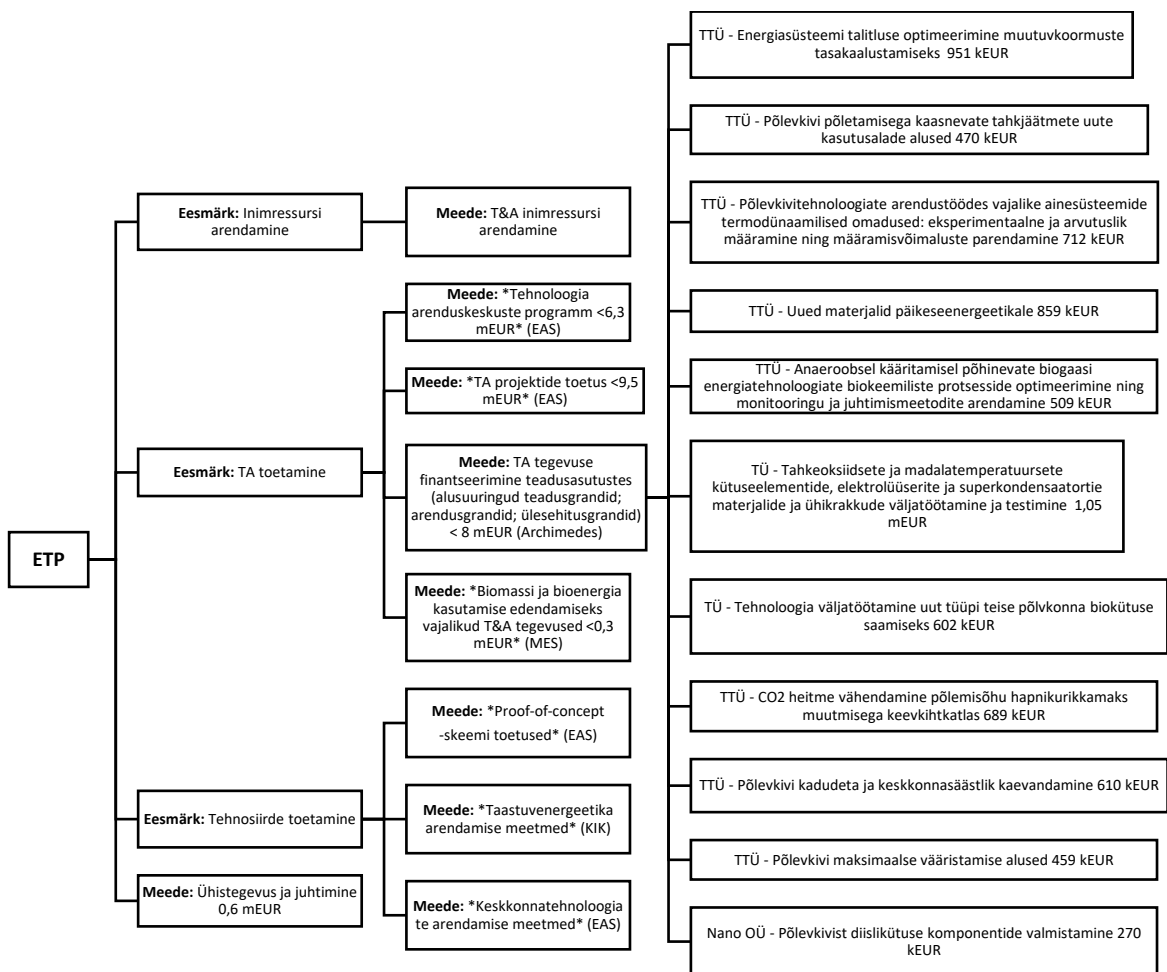 ETP
Eesmärk: Inimressursi
arendamine
Meede: T&A inimressursi
arendamine
Eesmärk: TA toetamine
Meede: *Tehnoloogia
arenduskeskuste programm <6,3
mEUR* (EAS)
Meede: *TA projektide toetus <9,5
mEUR* (EAS)
Meede: TA tegevuse
finantseerimine teadusasutustes
(alusuuringud teadusgrandid;
arendusgrandid; ülesehitusgrandid)
< 8 mEUR (Archimedes)
TTÜ - Energiasüsteemi talitluse optimeerimine muutuvkoormuste
tasakaalustamiseks 951 kEUR
TTÜ - Põlevkivi põletamisega kaasnevate tahkjäätmete uute
kasutusalade alused 470 kEUR
TTÜ - Põlevkivitehnoloogiate arendustöödes vajalike ainesüsteemide
termodünaamilised omadused: eksperimentaalne ja arvutuslik
määramine ning määramisvõimaluste parendamine 712 kEUR
TTÜ - Uued materjalid päikeseenergeetikale 859 kEUR
TTÜ - Anaeroobsel kääritamisel põhinevate biogaasi
energiatehnoloogiate biokeemiliste protsesside optimeerimine ning
monitooringu ja juhtimismeetodite arendamine 509 kEUR
TÜ - Tahkeoksiidsete ja madalatemperatuursete
kütuseelementide, elektrolüüserite ja superkondensaatortie
materjalide ja ühikrakkude väljatöötamine ja testimine 1,05
mEUR
TÜ - Tehnoloogia väljatöötamine uut tüüpi teise põlvkonna biokütuse
saamiseks 602 kEUR
TTÜ - CO2 heitme vähendamine põlemisõhu hapnikurikkamaks
muutmisega keevkihtkatlas 689 kEUR
TTÜ - Põlevkivi kadudeta ja keskkonnasäästlik kaevandamine 610 kEUR
TTÜ - Põlevkivi maksimaalse vääristamise alused 459 kEUR
Nano OÜ - Põlevkivist diislikütuse komponentide valmistamine 270
kEUR
Meede: *Biomassi ja bioenergia
kasutamise edendamiseks
vajalikud T&A tegevused <0,3
mEUR* (MES)
Eesmärk: Tehnosiirde toetamine
Meede: *Proof-of-concept
-skeemi toetused* (EAS)
Meede: *Taastuvenergeetika
arendamise meetmed* (KIK)
Meede: *Keskkonnatehnoloogia
te arendamise meetmed* (EAS)
Meede: Ühistegevus ja juhtimine
0,6 mEUR